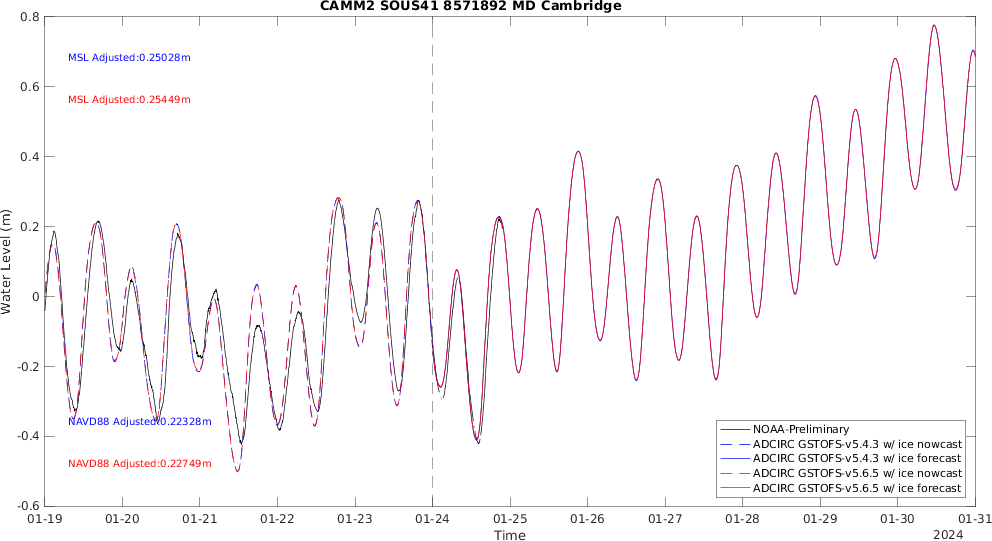 CAMM2 SOUS41 8571892 MD Cambridge
0.8
0.6
0.4
0.2
0
-0.2
-0.4
-0.6
Water Level (m)
MSL Adjusted:0.25028m
MSL Adjusted:0.25449m
NAVD88 Adjusted:0.22328m
NAVD88 Adjusted:0.22749m
NOAA-Preliminary
ADCIRC GSTOFS-v5.4.3 w/ ice nowcast
ADCIRC GSTOFS-v5.4.3 w/ ice forecast
ADCIRC GSTOFS-v5.6.5 w/ ice nowcast
ADCIRC GSTOFS-v5.6.5 w/ ice forecast
01-19 01-20 01-21 01-22 01-23 01-24 01-25 01-26 01-27 01-28 01-29 01-30 01-31
Time
2024